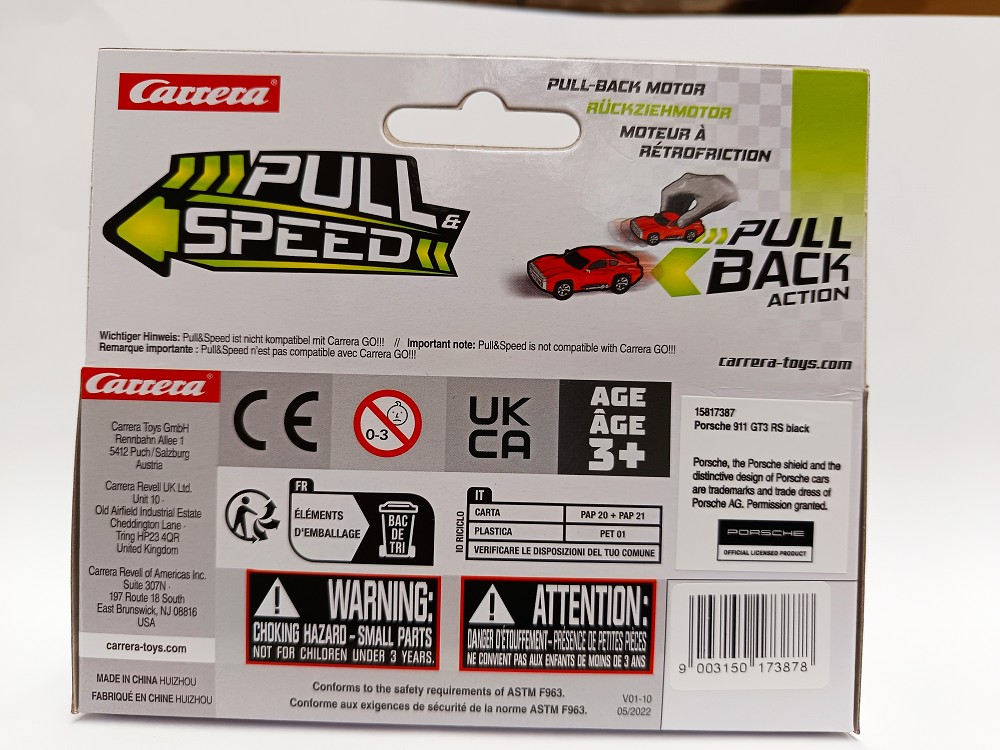 Carrera®
PULL-BACK MOTOR
RÜCKZIEHMOTOR
MOTEUR À
RÉTROFRICTION
PULL
& SPEED
PULL
BACK
ACTION
Wichtiger Hinweis: Pull&Speed ist nicht kompatibel mit Carrera GO!!! // Important note: Pull&Speed is not compatible with Carrera GO!!!
Remarque importante : Pull&Speed n'est pas compatible avec Carrera GO!!!
carrera-toys.com
Carrera®
Carrera Toys GmbH
Rennbahn Allee 1
5412 Puch/Salzburg
Austria
Carrera Revell UK Ltd.
Unit 10 ·
Old Airfield Industrial Estate
Cheddington Lane ·
Tring HP23 4QR
United Kingdom
Carrera Revell of Americas Inc.
Suite 307N ·
197 Route 18 South
East Brunswick, NJ 08816
USA
carrera-toys.com
MADE IN CHINA HUIZHOU
FABRIQUÉ EN CHINE HUIZHOU
CE
0-3
UK
CA
AGE
ÂGE
3+
FR
ÉLÉMENTS
D'EMBALLAGE
BAC
DE
TRI
IO RICICLO
IT
CARTA PAP 20 + PAP 21
PLASTICA PET 01
VERIFICARE LE DISPOSIZIONI DEL TUO COMUNE
WARNING:
CHOKING HAZARD – SMALL PARTS
NOT FOR CHILDREN UNDER 3 YEARS.
ATTENTION:
DANGER D'ÉTOUFFEMENT – PRÉSENCE DE PETITES PIÈCES
NE CONVIENT PAS AUX ENFANTS DE MOINS DE 3 ANS
Conforms to the safety requirements of ASTM F963.
Conforme aux exigences de sécurité de la norme ASTM F963.
V01-10
05/2022
15817387
Porsche 911 GT3 RS black
Porsche, the Porsche shield and the
distinctive design of Porsche cars
are trademarks and trade dress of
Porsche AG. Permission granted.
PORSCHE
OFFICIAL LICENSED PRODUCT
9 003150 173878